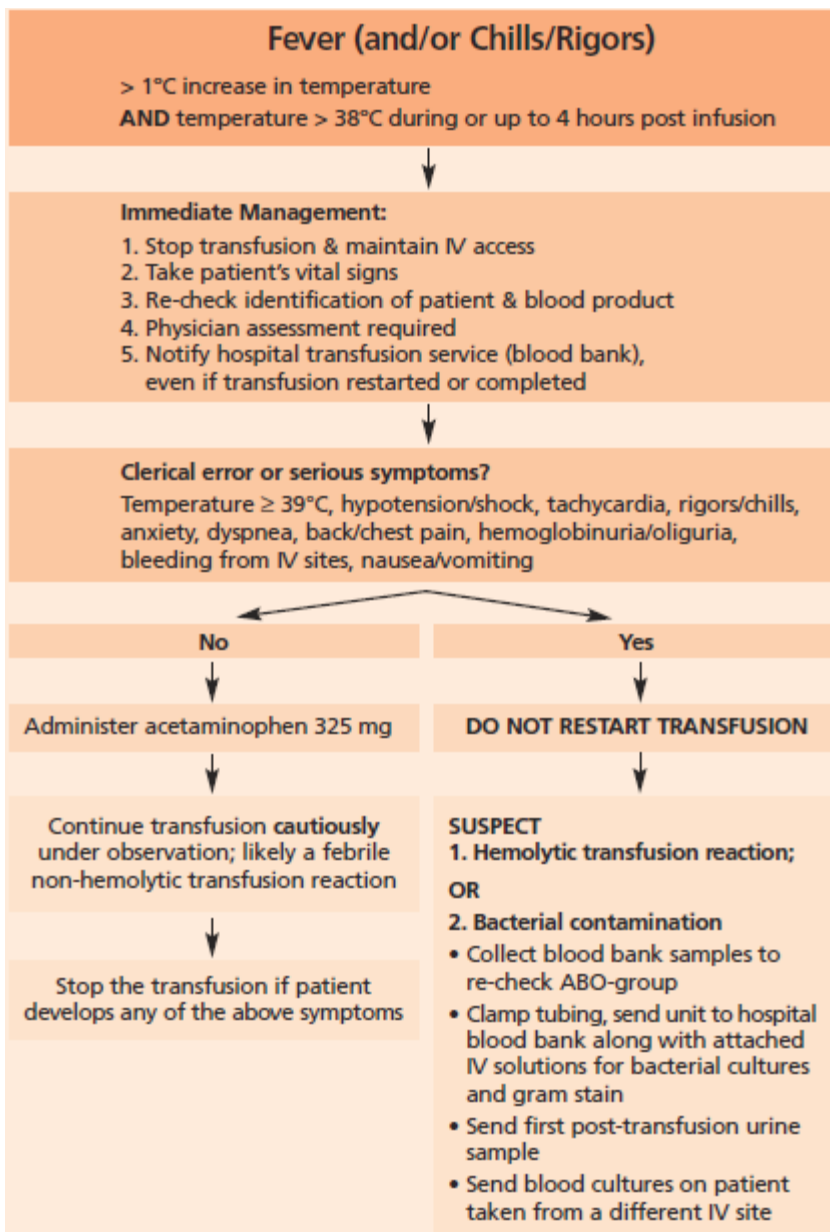 Fever (and/or Chills/Rigors)
> 1°C increase in temperature
AND temperature > 38°C during or up to 4 hours post infusion
Immediate Management:
1. Stop transfusion & maintain IV access
2. Take patient's vital signs
3. Re-check identification of patient & blood product
4. Physician assessment required
5. Notify hospital transfusion service (blood bank),
even if transfusion restarted or completed
Clerical error or serious symptoms?
Temperature ≥ 39°C, hypotension/shock, tachycardia, rigors/chills,
anxiety, dyspnea, back/chest pain, hemoglobinuria/oliguria,
bleeding from IV sites, nausea/vomiting
No
Administer acetaminophen 325 mg
Continue transfusion cautiously
under observation; likely a febrile
non-hemolytic transfusion reaction
Stop the transfusion if patient
develops any of the above symptoms
Yes
DO NOT RESTART TRANSFUSION
SUSPECT
1. Hemolytic transfusion reaction;
OR
2. Bacterial contamination
• Collect blood bank samples to
re-check ABO-group
• Clamp tubing, send unit to hospital
blood bank along with attached
IV solutions for bacterial cultures
and gram stain
• Send first post-transfusion urine
sample
• Send blood cultures on patient
taken from a different IV site